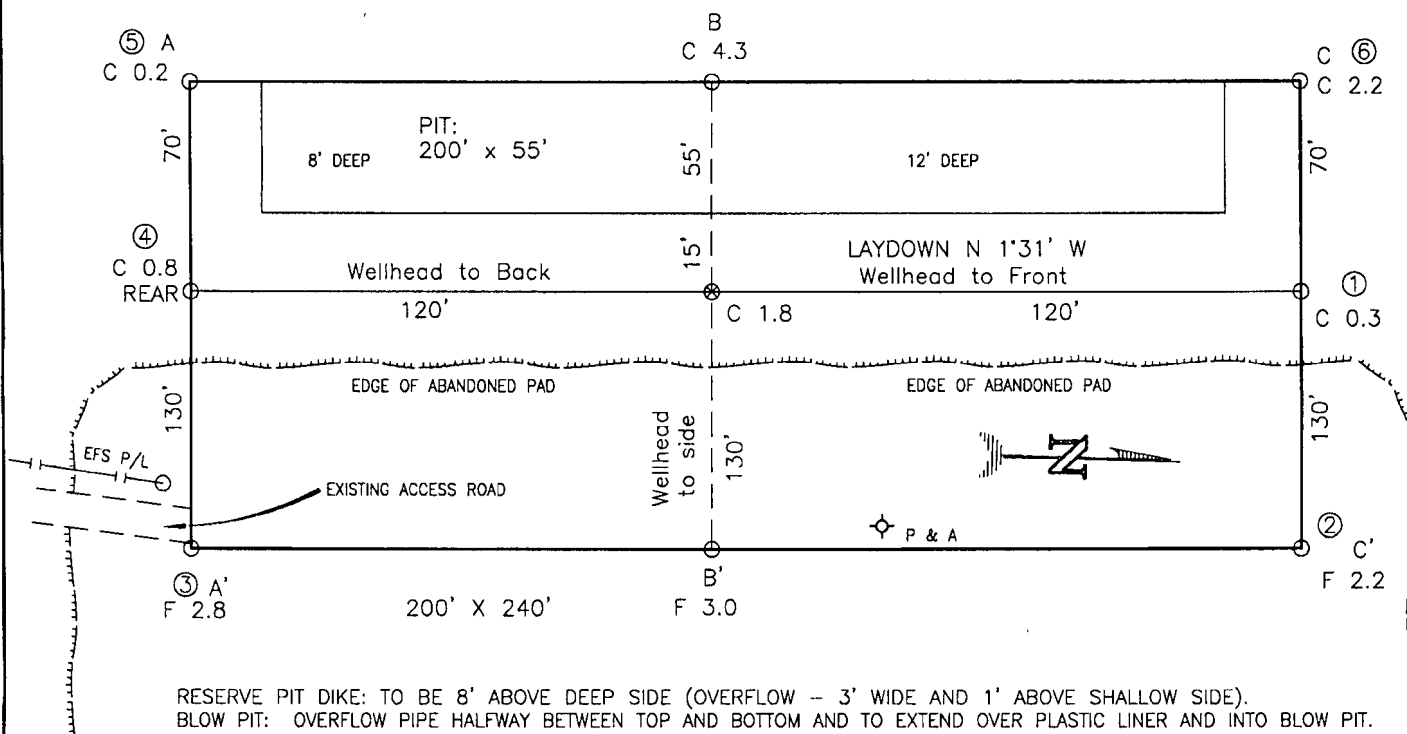 B
⑤ A
C 0.2
C 4.3
C ⑥
C 2.2
70'
PIT:
200' x 55'
8' DEEP
55'
12' DEEP
70'
④
C 0.8
REAR
Wellhead to Back
120'
15'
LAYDOWN N 1°31' W
Wellhead to Front
120'
C 1.8
①
C 0.3
EDGE OF ABANDONED PAD
EDGE OF ABANDONED PAD
130'
Wellhead
to side
130'
130'
N
EFS P/L
EXISTING ACCESS ROAD
P & A
②
C'
F 2.2
③ A'
F 2.8
200' X 240'
B'
F 3.0
RESERVE PIT DIKE: TO BE 8' ABOVE DEEP SIDE (OVERFLOW – 3' WIDE AND 1' ABOVE SHALLOW SIDE).
BLOW PIT: OVERFLOW PIPE HALFWAY BETWEEN TOP AND BOTTOM AND TO EXTEND OVER PLASTIC LINER AND INTO BLOW PIT.